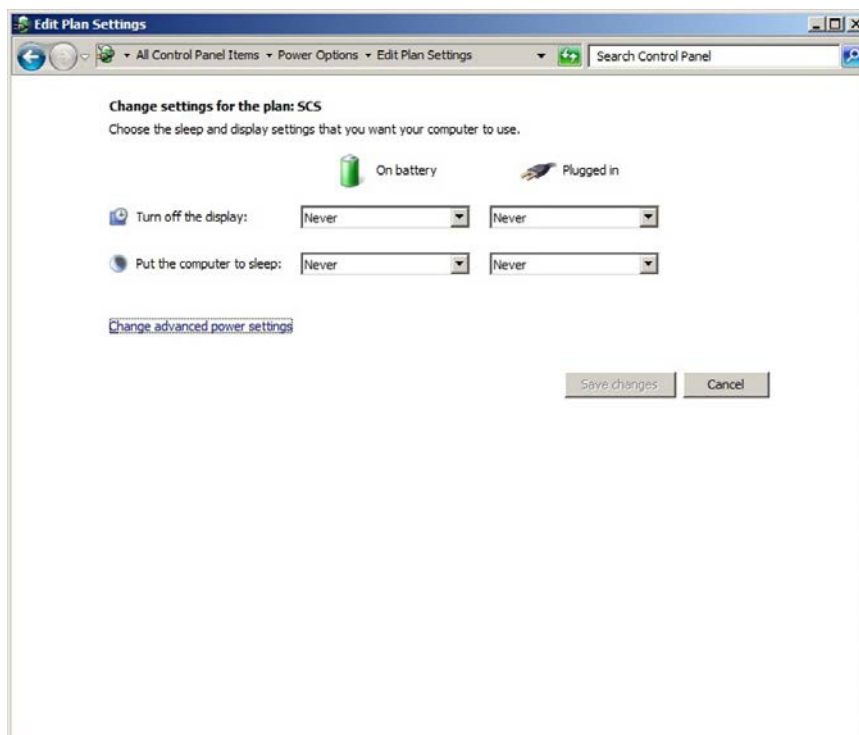 Edit Plan Settings
All Control Panel Items Power Options Edit Plan Settings Search Control Panel
Change settings for the plan: SCS
Choose the sleep and display settings that you want your computer to use.
On battery Plugged in
Turn off the display: Never Never
Put the computer to sleep: Never Never
Change advanced power settings
Save changes Cancel